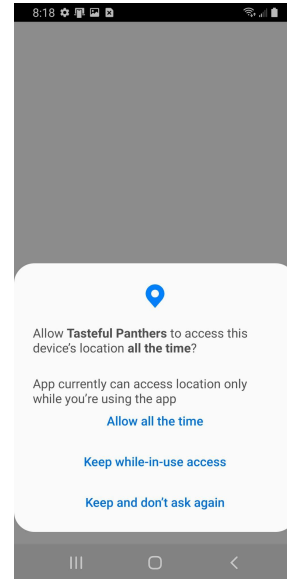 8:18
Allow Tasteful Panthers to access this
device's location all the time?
App currently can access location only
while you're using the app
Allow all the time
Keep while-in-use access
Keep and don't ask again